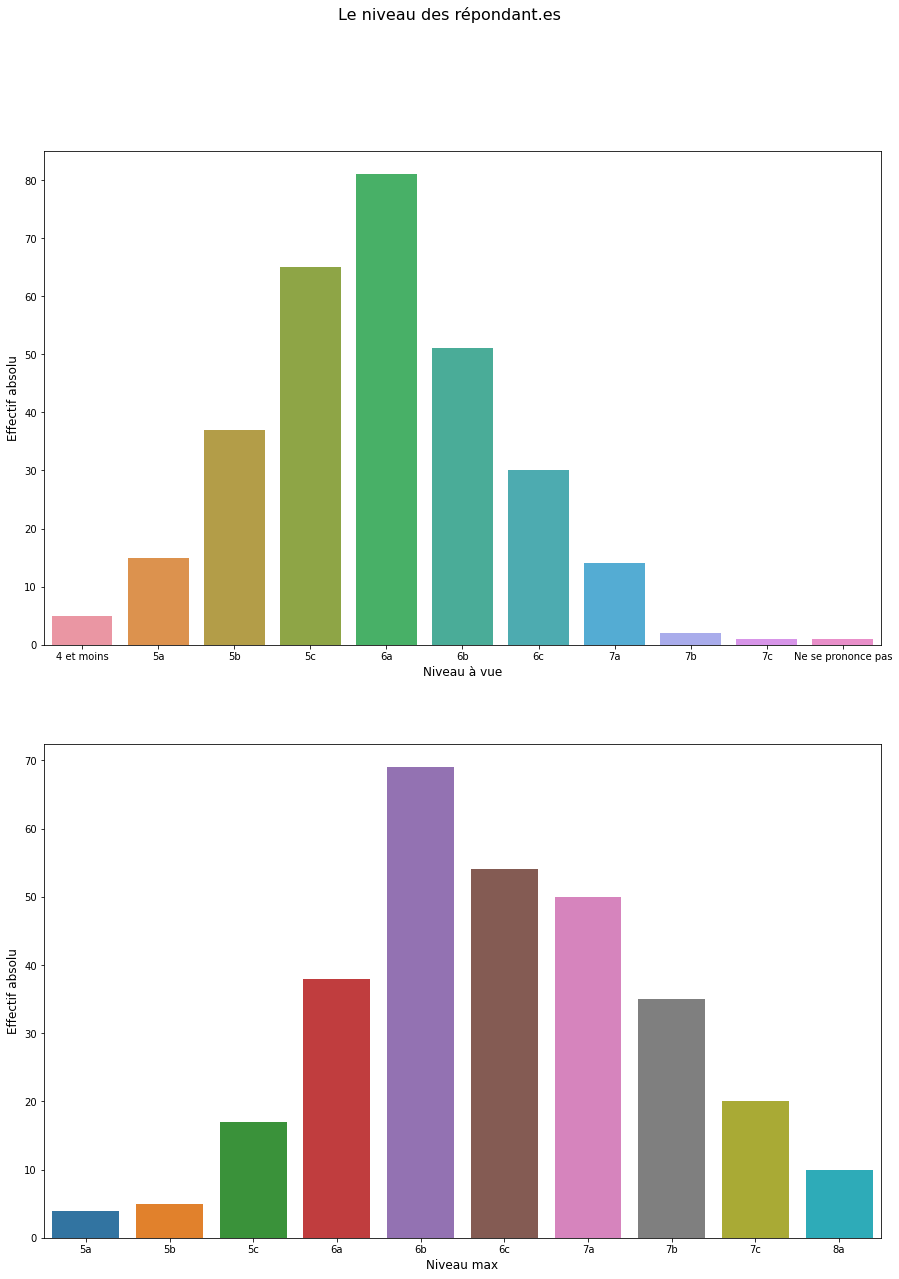 Le niveau des répondant.es
80
70
60
50
40
30
20
10
0
Effectif absolu
4 et moins 5a 5b 5c 6a 6b 6c 7a 7b 7c Ne se prononce pas
Niveau à vue
70
60
50
40
30
20
10
0
Effectif absolu
5a 5b 5c 6a 6b 6c 7a 7b 7c 8a
Niveau max